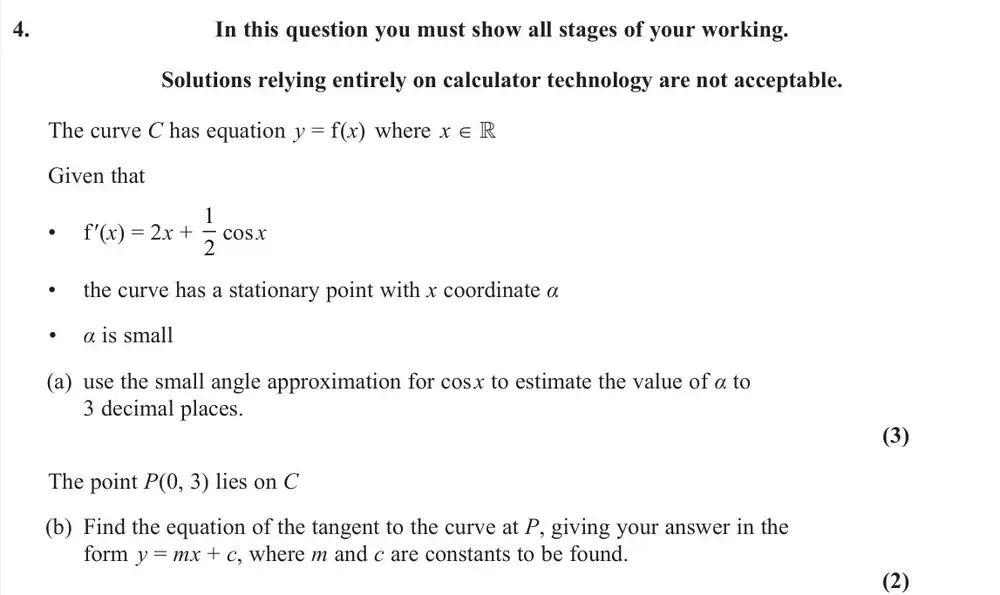 4. In this question you must show all stages of your working.
Solutions relying entirely on calculator technology are not acceptable.
The curve C has equation y = f(x) where x ∈ ℝ
Given that
• f′(x) = 2x + 1/2 cos x
• the curve has a stationary point with x coordinate α
• α is small
(a) use the small angle approximation for cos x to estimate the value of α to
3 decimal places.
(3)
The point P(0, 3) lies on C
(b) Find the equation of the tangent to the curve at P, giving your answer in the
form y = mx + c, where m and c are constants to be found.
(2)